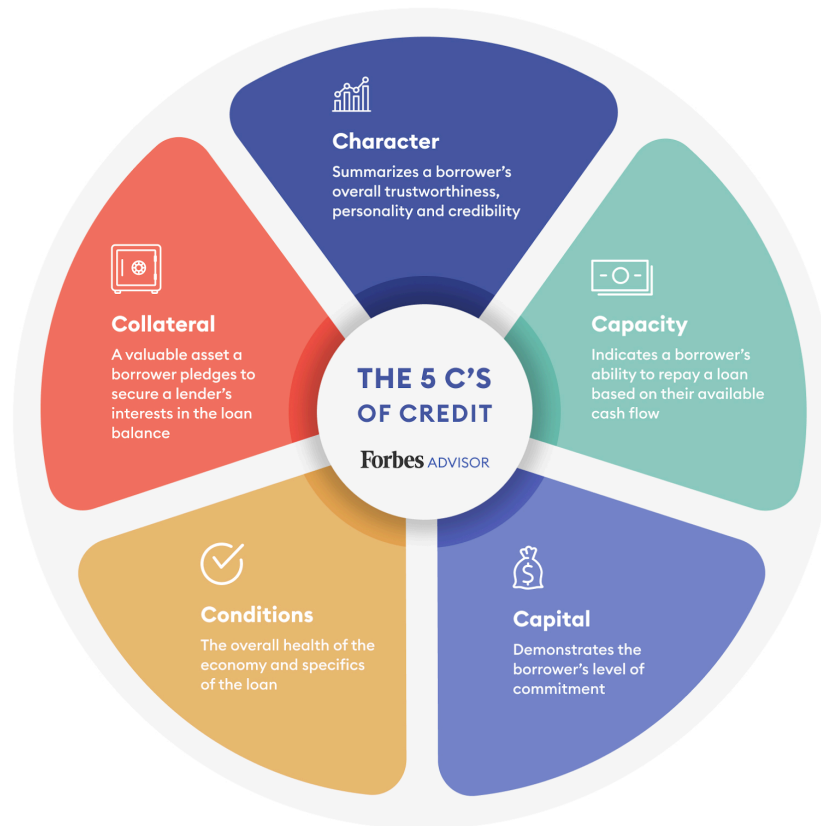 Character
Summarizes a borrower’s
overall trustworthiness,
personality and credibility
Capacity
Indicates a borrower’s
ability to repay a loan
based on their available
cash flow
Capital
Demonstrates the
borrower’s level of
commitment
Conditions
The overall health of the
economy and specifics
of the loan
Collateral
A valuable asset a
borrower pledges to
secure a lender’s
interests in the loan
balance
THE 5 C’S
OF CREDIT
Forbes ADVISOR